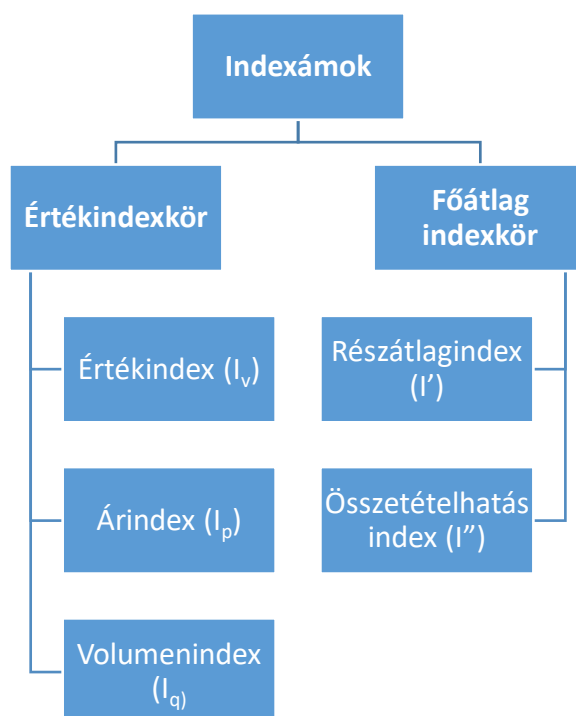 Indexámok
Értékindexkör
Főátlag
indexkör
Értékindex (Iv)
Részátlagindex
(I’)
Árindex (Ip)
Összetételhatás
index (I”)
Volumenindex
(Iq)